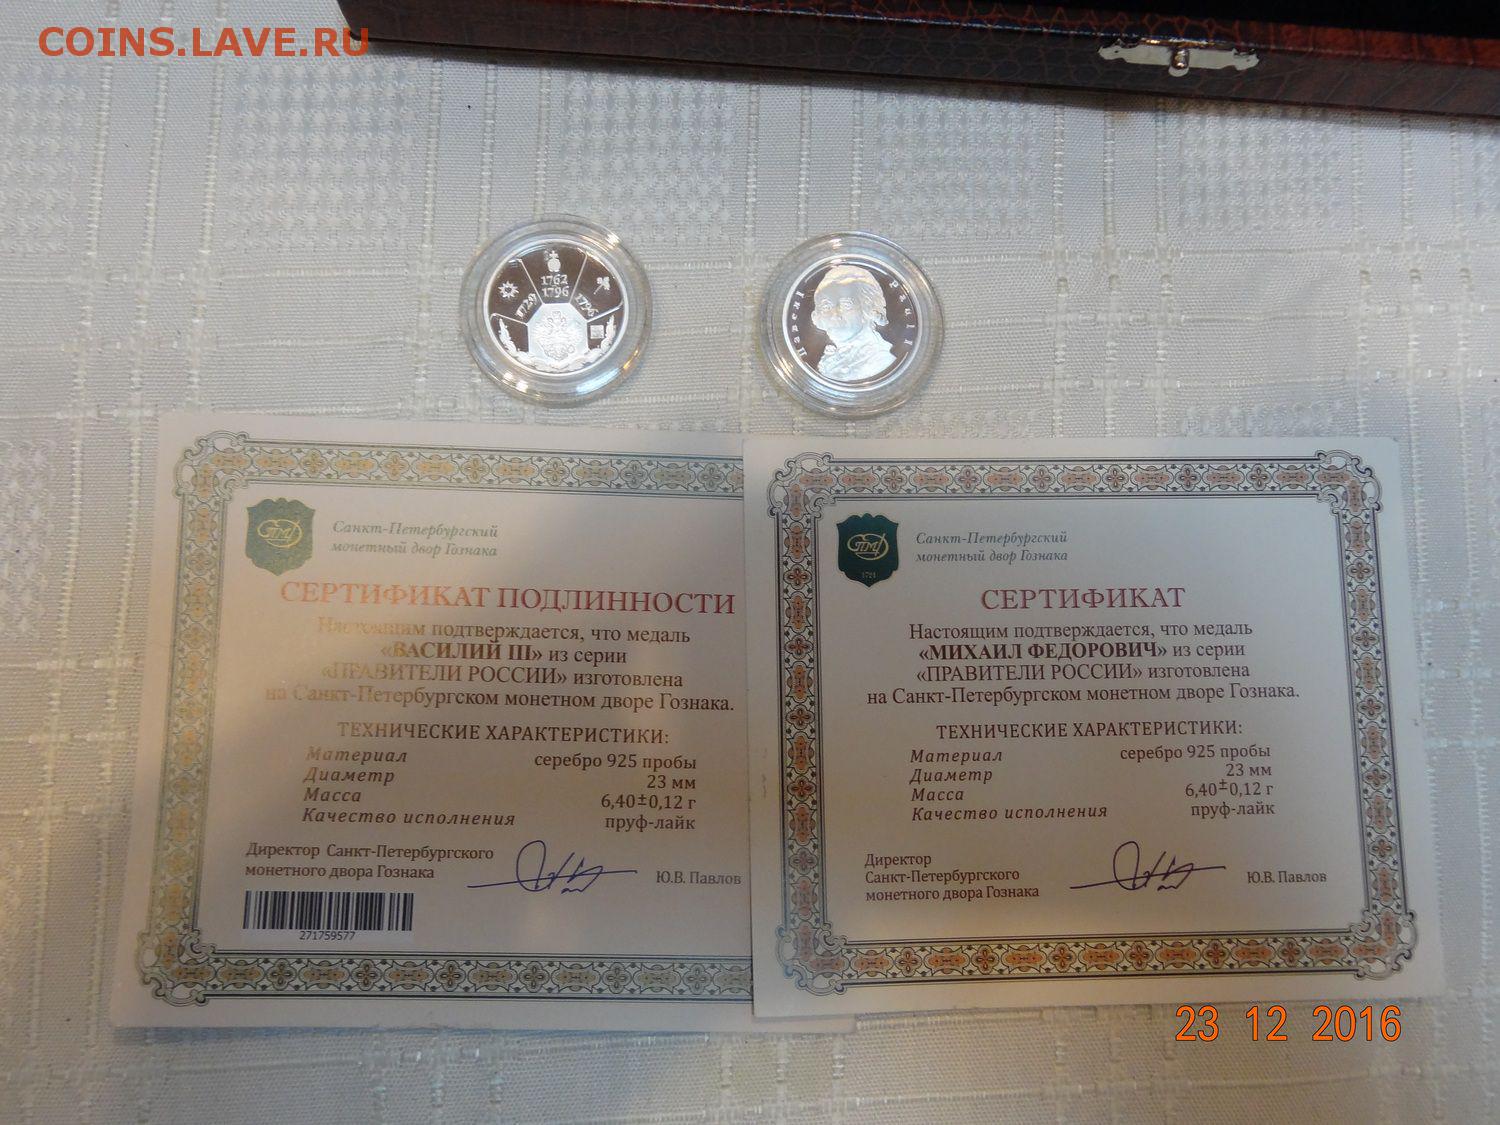 COINS.LAVE.RU
1762
1796
1729
1796
Павел I
Paul I
Санкт-Петербургский
монетный двор Гознака
СЕРТИФИКАТ ПОДЛИННОСТИ
Настоящим подтверждается, что медаль
«ВАСИЛИЙ III» из серии
«ПРАВИТЕЛИ РОССИИ» изготовлена
на Санкт-Петербургском монетном дворе Гознака.
ТЕХНИЧЕСКИЕ ХАРАКТЕРИСТИКИ:
Материал серебро 925 пробы
Диаметр 23 мм
Масса 6,40±0,12 г
Качество исполнения пруф-лайк
Директор Санкт-Петербургского
монетного двора Гознака
Ю.В. Павлов
271759577
СПМД
1724
Санкт-Петербургский
монетный двор Гознака
СЕРТИФИКАТ
Настоящим подтверждается, что медаль
«МИХАИЛ ФЕДОРОВИЧ» из серии
«ПРАВИТЕЛИ РОССИИ» изготовлена
на Санкт-Петербургском монетном дворе Гознака.
ТЕХНИЧЕСКИЕ ХАРАКТЕРИСТИКИ:
Материал серебро 925 пробы
Диаметр 23 мм
Масса 6,40±0,12 г
Качество исполнения пруф-лайк
Директор
Санкт-Петербургского
монетного двора Гознака
Ю.В. Павлов
23 12 2016